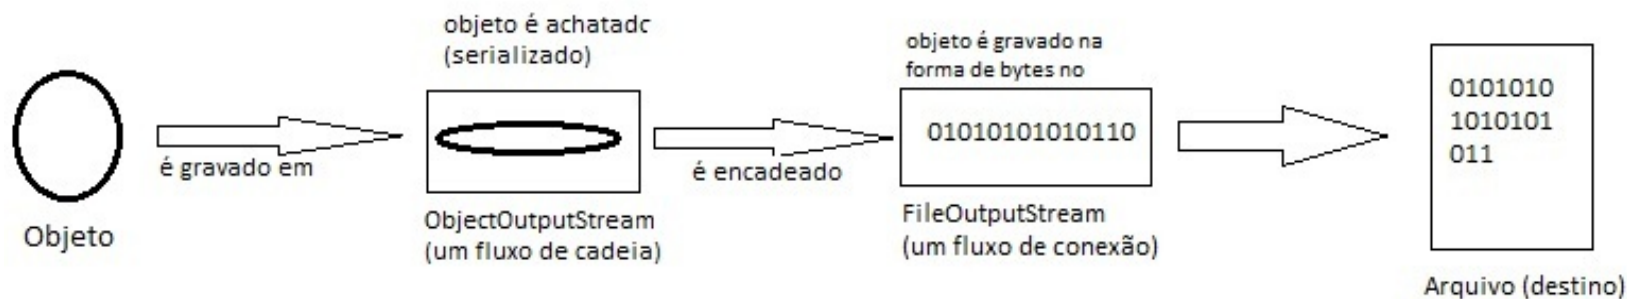 Objeto
é gravado em
objeto é achatadc
(serializado)
ObjectOutputStream
(um fluxo de cadeia)
é encadeado
objeto é gravado na
forma de bytes no
01010101010110
FileOutputStream
(um fluxo de conexão)
0101010
1010101
011
Arquivo (destino)